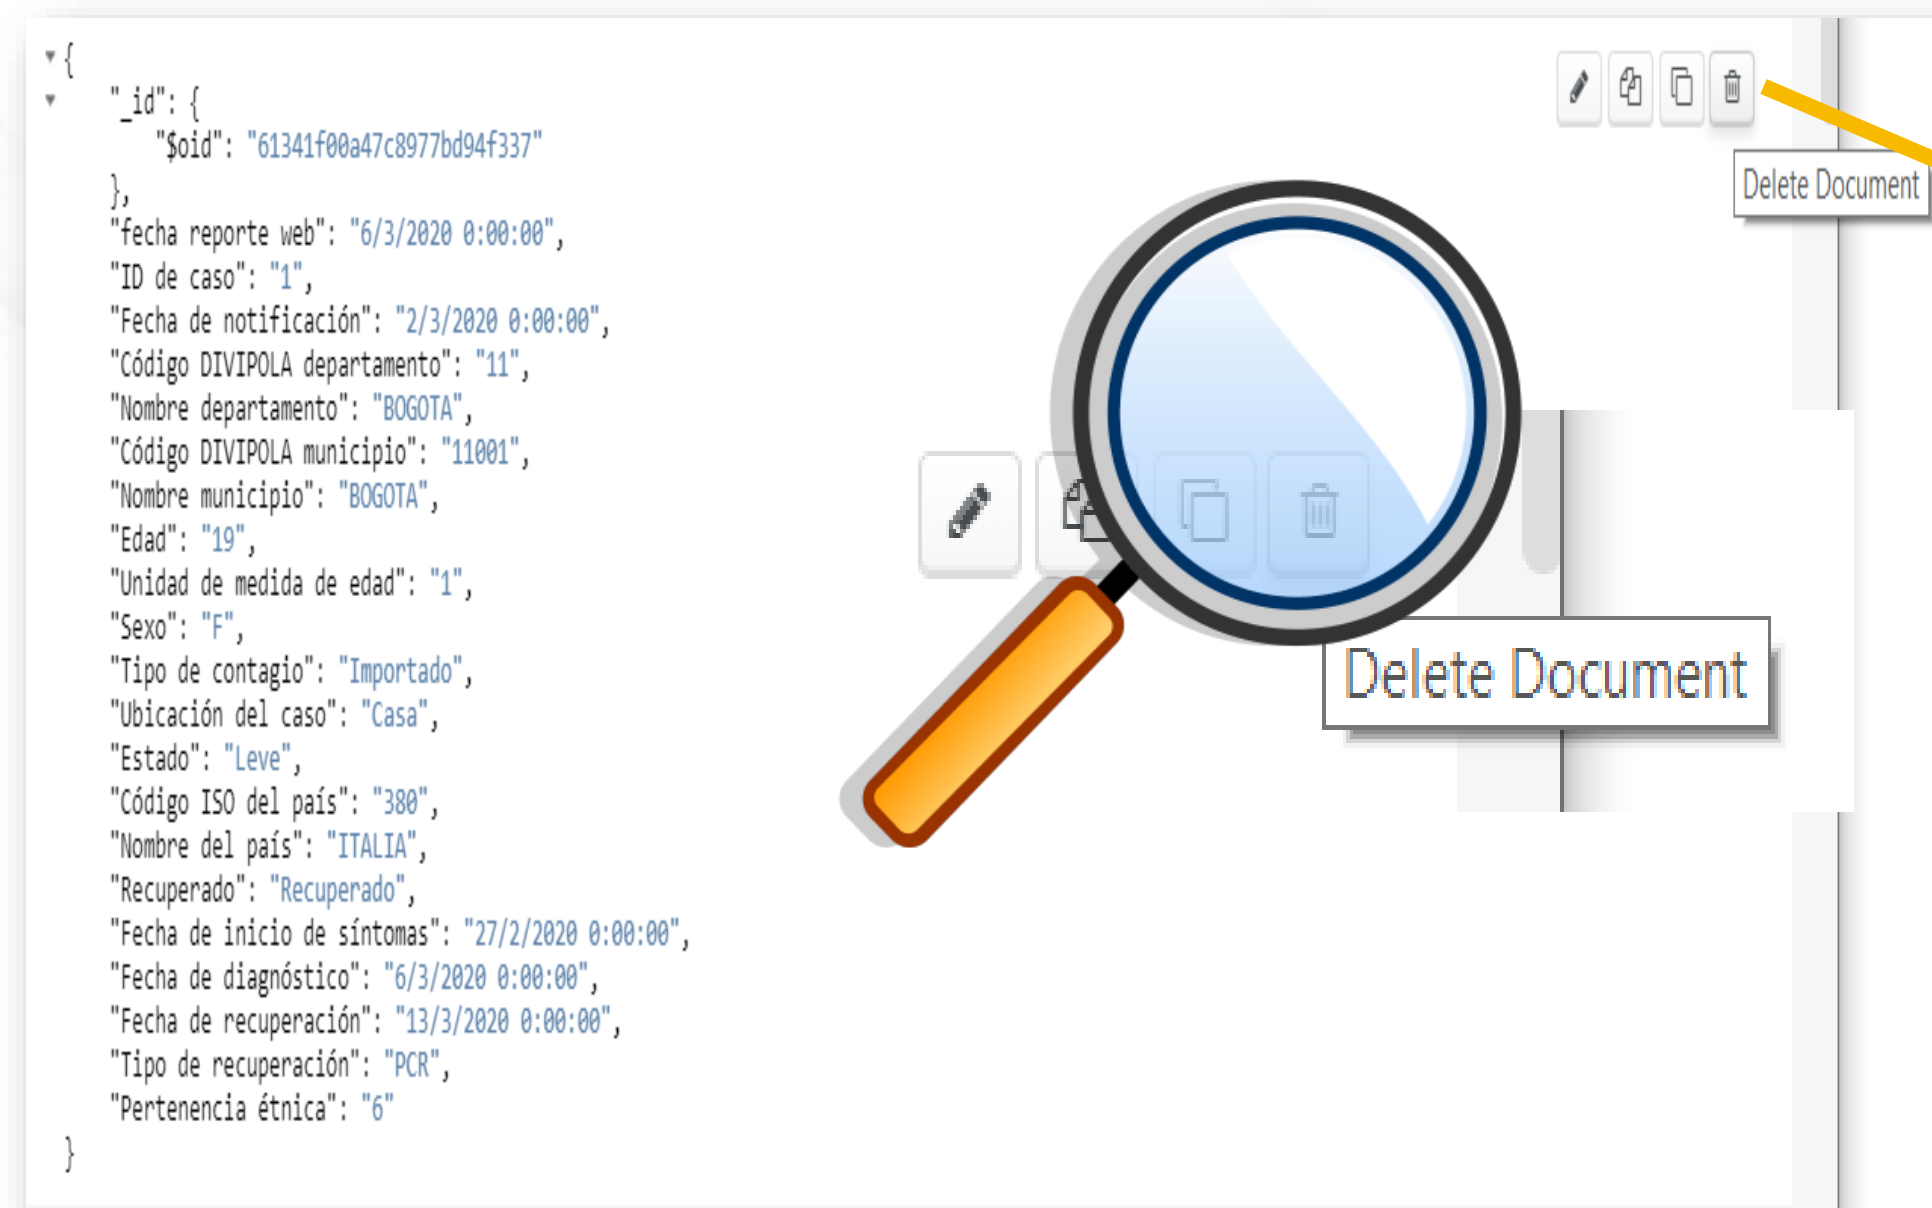 {
"_id": {
"$oid": "61341f00a47c8977bd94f337"
},
"fecha reporte web": "6/3/2020 0:00:00",
"ID de caso": "1",
"Fecha de notificación": "2/3/2020 0:00:00",
"Código DIVIPOLA departamento": "11",
"Nombre departamento": "BOGOTA",
"Código DIVIPOLA municipio": "11001",
"Nombre municipio": "BOGOTA",
"Edad": "19",
"Unidad de medida de edad": "1",
"Sexo": "F",
"Tipo de contagio": "Importado",
"Ubicación del caso": "Casa",
"Estado": "Leve",
"Código ISO del país": "380",
"Nombre del país": "ITALIA",
"Recuperado": "Recuperado",
"Fecha de inicio de síntomas": "27/2/2020 0:00:00",
"Fecha de diagnóstico": "6/3/2020 0:00:00",
"Fecha de recuperación": "13/3/2020 0:00:00",
"Tipo de recuperación": "PCR",
"Pertenencia étnica": "6"
}
Delete Document
Delete Document